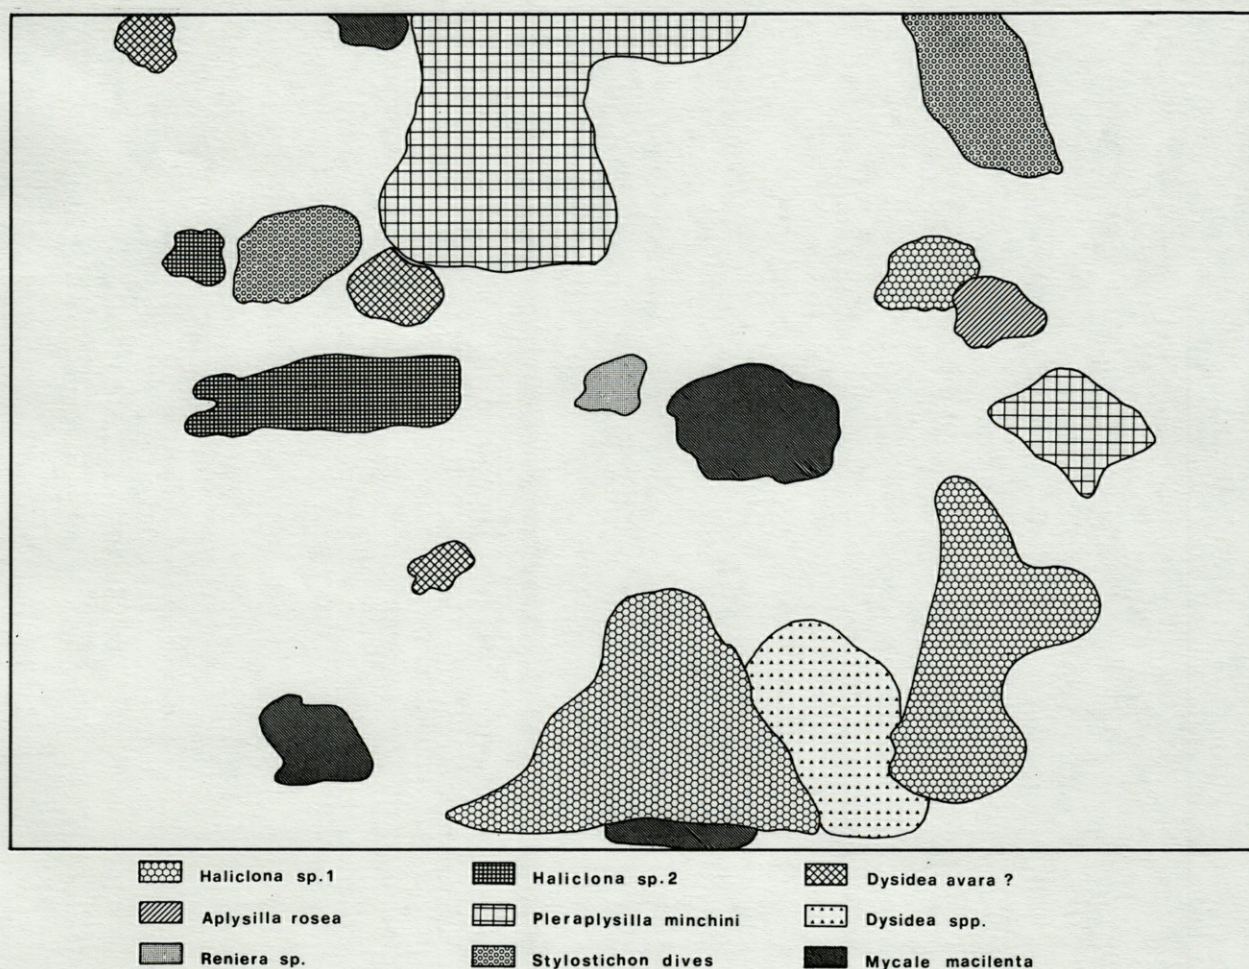 Haliclona sp.1 Haliclona sp.2 Dysidea avara ?
Aplysilla rosea Pleraplysilla minchini Dysidea spp.
Reniera sp. Stylostichon dives Mycale macilenta